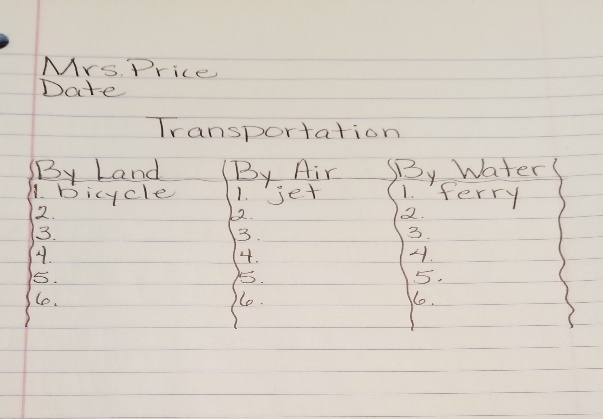 Mrs. Price
Date
Transportation
By Land By Air By Water
1. bicycle 1. jet 1. ferry
2. 2. 2.
3. 3. 3.
4. 4. 4.
5. 5. 5.
6. 6. 6.